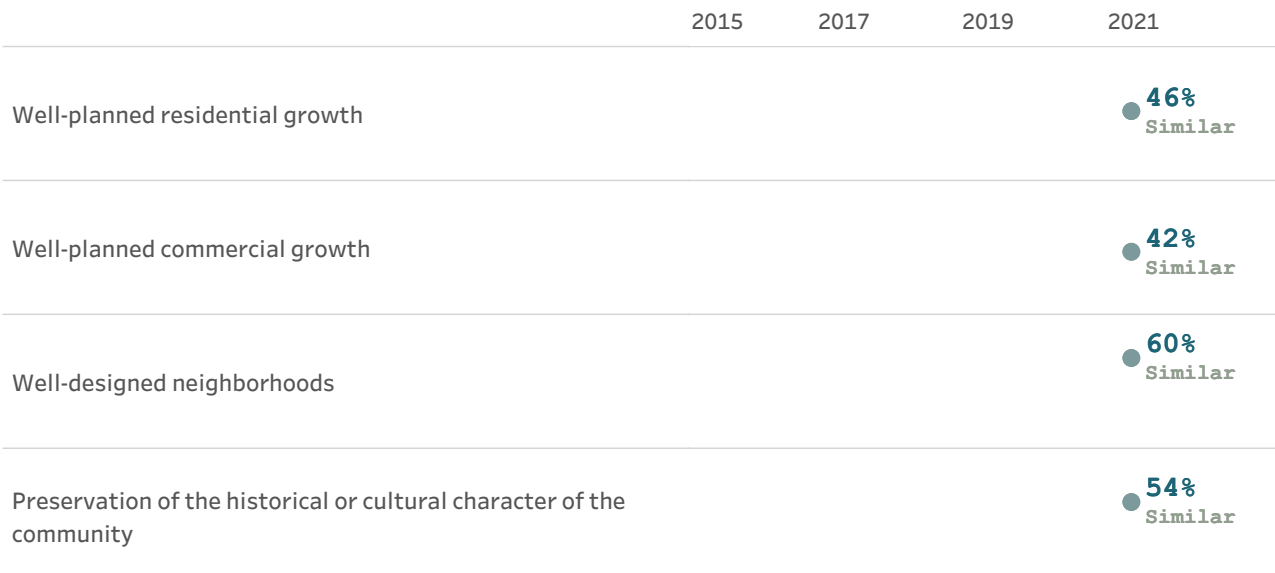 2015 2017 2019 2021
Well-planned residential growth
46%
Similar
Well-planned commercial growth
42%
Similar
Well-designed neighborhoods
60%
Similar
Preservation of the historical or cultural character of the
community
54%
Similar